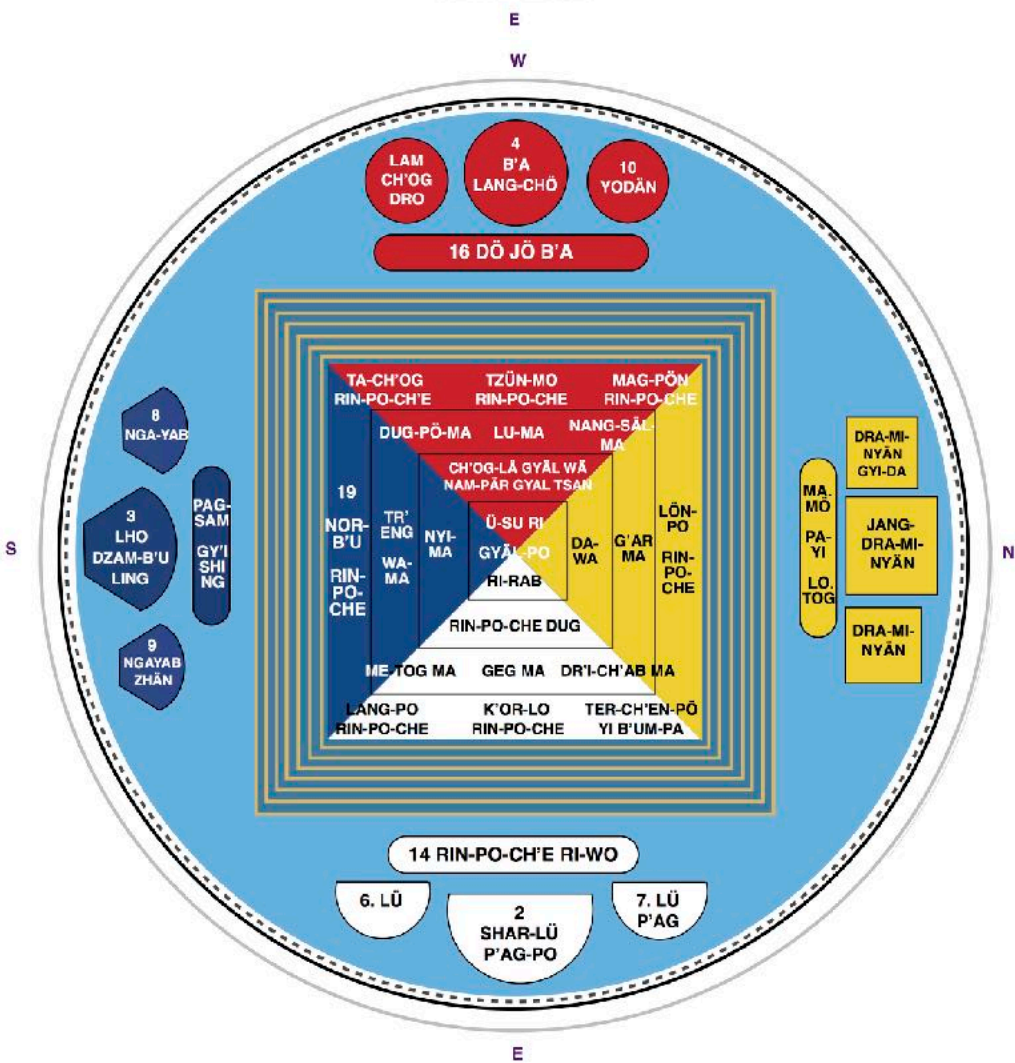 E
W
LAM
CH'OG
DRO
4
B'A
LANG-CHÖ
10
YODÄN
16 DÖ JÖ B'A
TA-CH'OG
RIN-PO-CH'E
TZÜN-MO
RIN-PO-CHE
MAG-PÖN
RIN-PO-CHE
DUG-PÖ-MA
LU-MA
NANG-SÄL-
MA
CH'OG-LÄ GYÄL WÄ
NAM-PÄR GYAL TSAN
Ü-SU RI
GYÄL-PO
RI-RAB
RIN-PO-CHE DUG
ME-TOG MA
GEG MA
DR'I-CH'AB MA
LANG-PO
RIN-PO-CHE
K'OR-LO
RIN-PO-CHE
TER-CH'EN-PÖ
YI B'UM-PA
19
NOR-
B'U
RIN-
PO-
CHE
TR'
ENG
WA-
MA
NYI-
MA
DA-
WA
G'AR
MA
LÖN-
PO
RIN-
PO-
CHE
S
8
NGA-YAB
3
LHO
DZAM-B'U
LING
9
NGAYAB
ZHÄN
PAG-
SAM
GY'I
SHI
NG
MA.
MÖ
PA-
YI
LO.
TOG
DRA-MI-
NYÄN
GYI-DA
JANG-
DRA-MI-
NYÄN
DRA-MI-
NYÄN
N
14 RIN-PO-CH'E RI-WO
6. LÜ
2
SHAR-LÜ
P'AG-PO
7. LÜ
P'AG
E